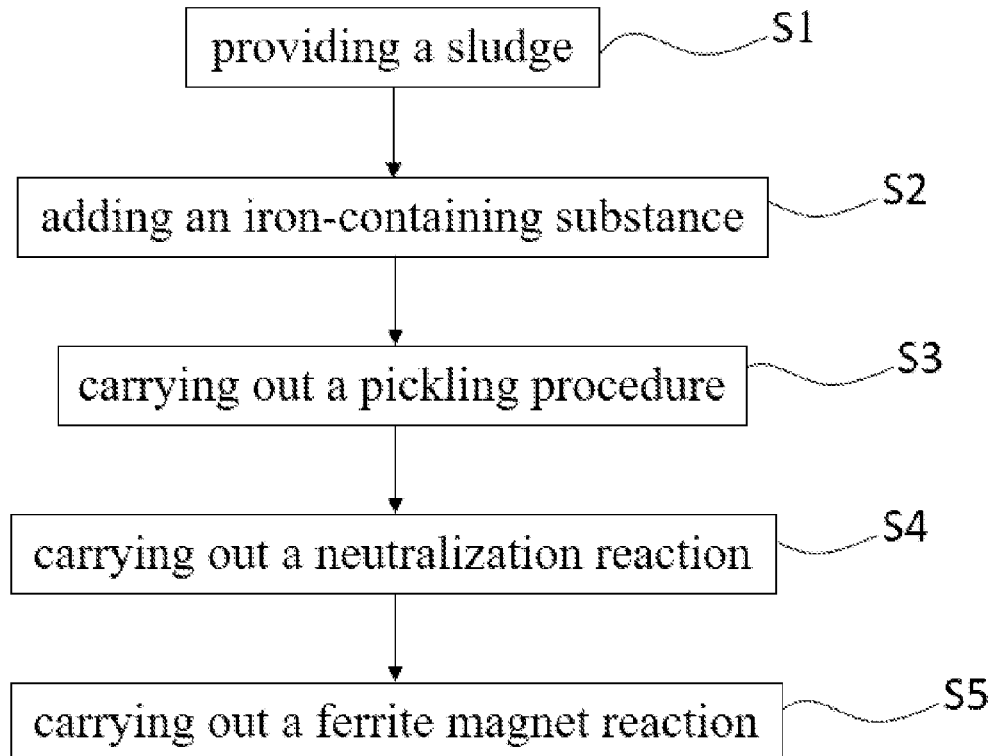 providing a sludge
S1
adding an iron-containing substance
S2
carrying out a pickling procedure
S3
carrying out a neutralization reaction
S4
carrying out a ferrite magnet reaction
S5